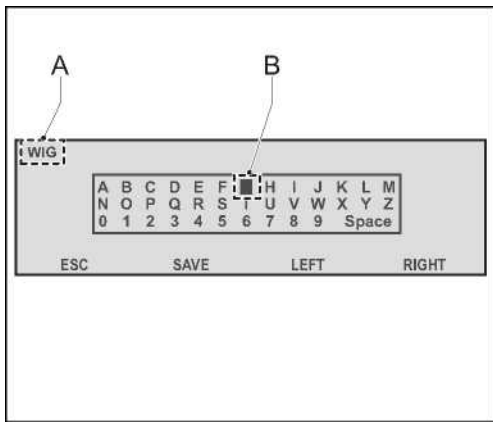 A B
WIG
A B C D E F H I J K L M
N O P Q R S T U V W X Y Z
0 1 2 3 4 5 6 7 8 9 Space
ESC SAVE LEFT RIGHT